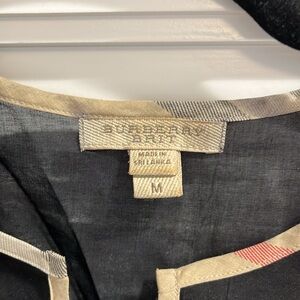 BURBERRY
BRIT
MADE IN
SRI LANKA
M